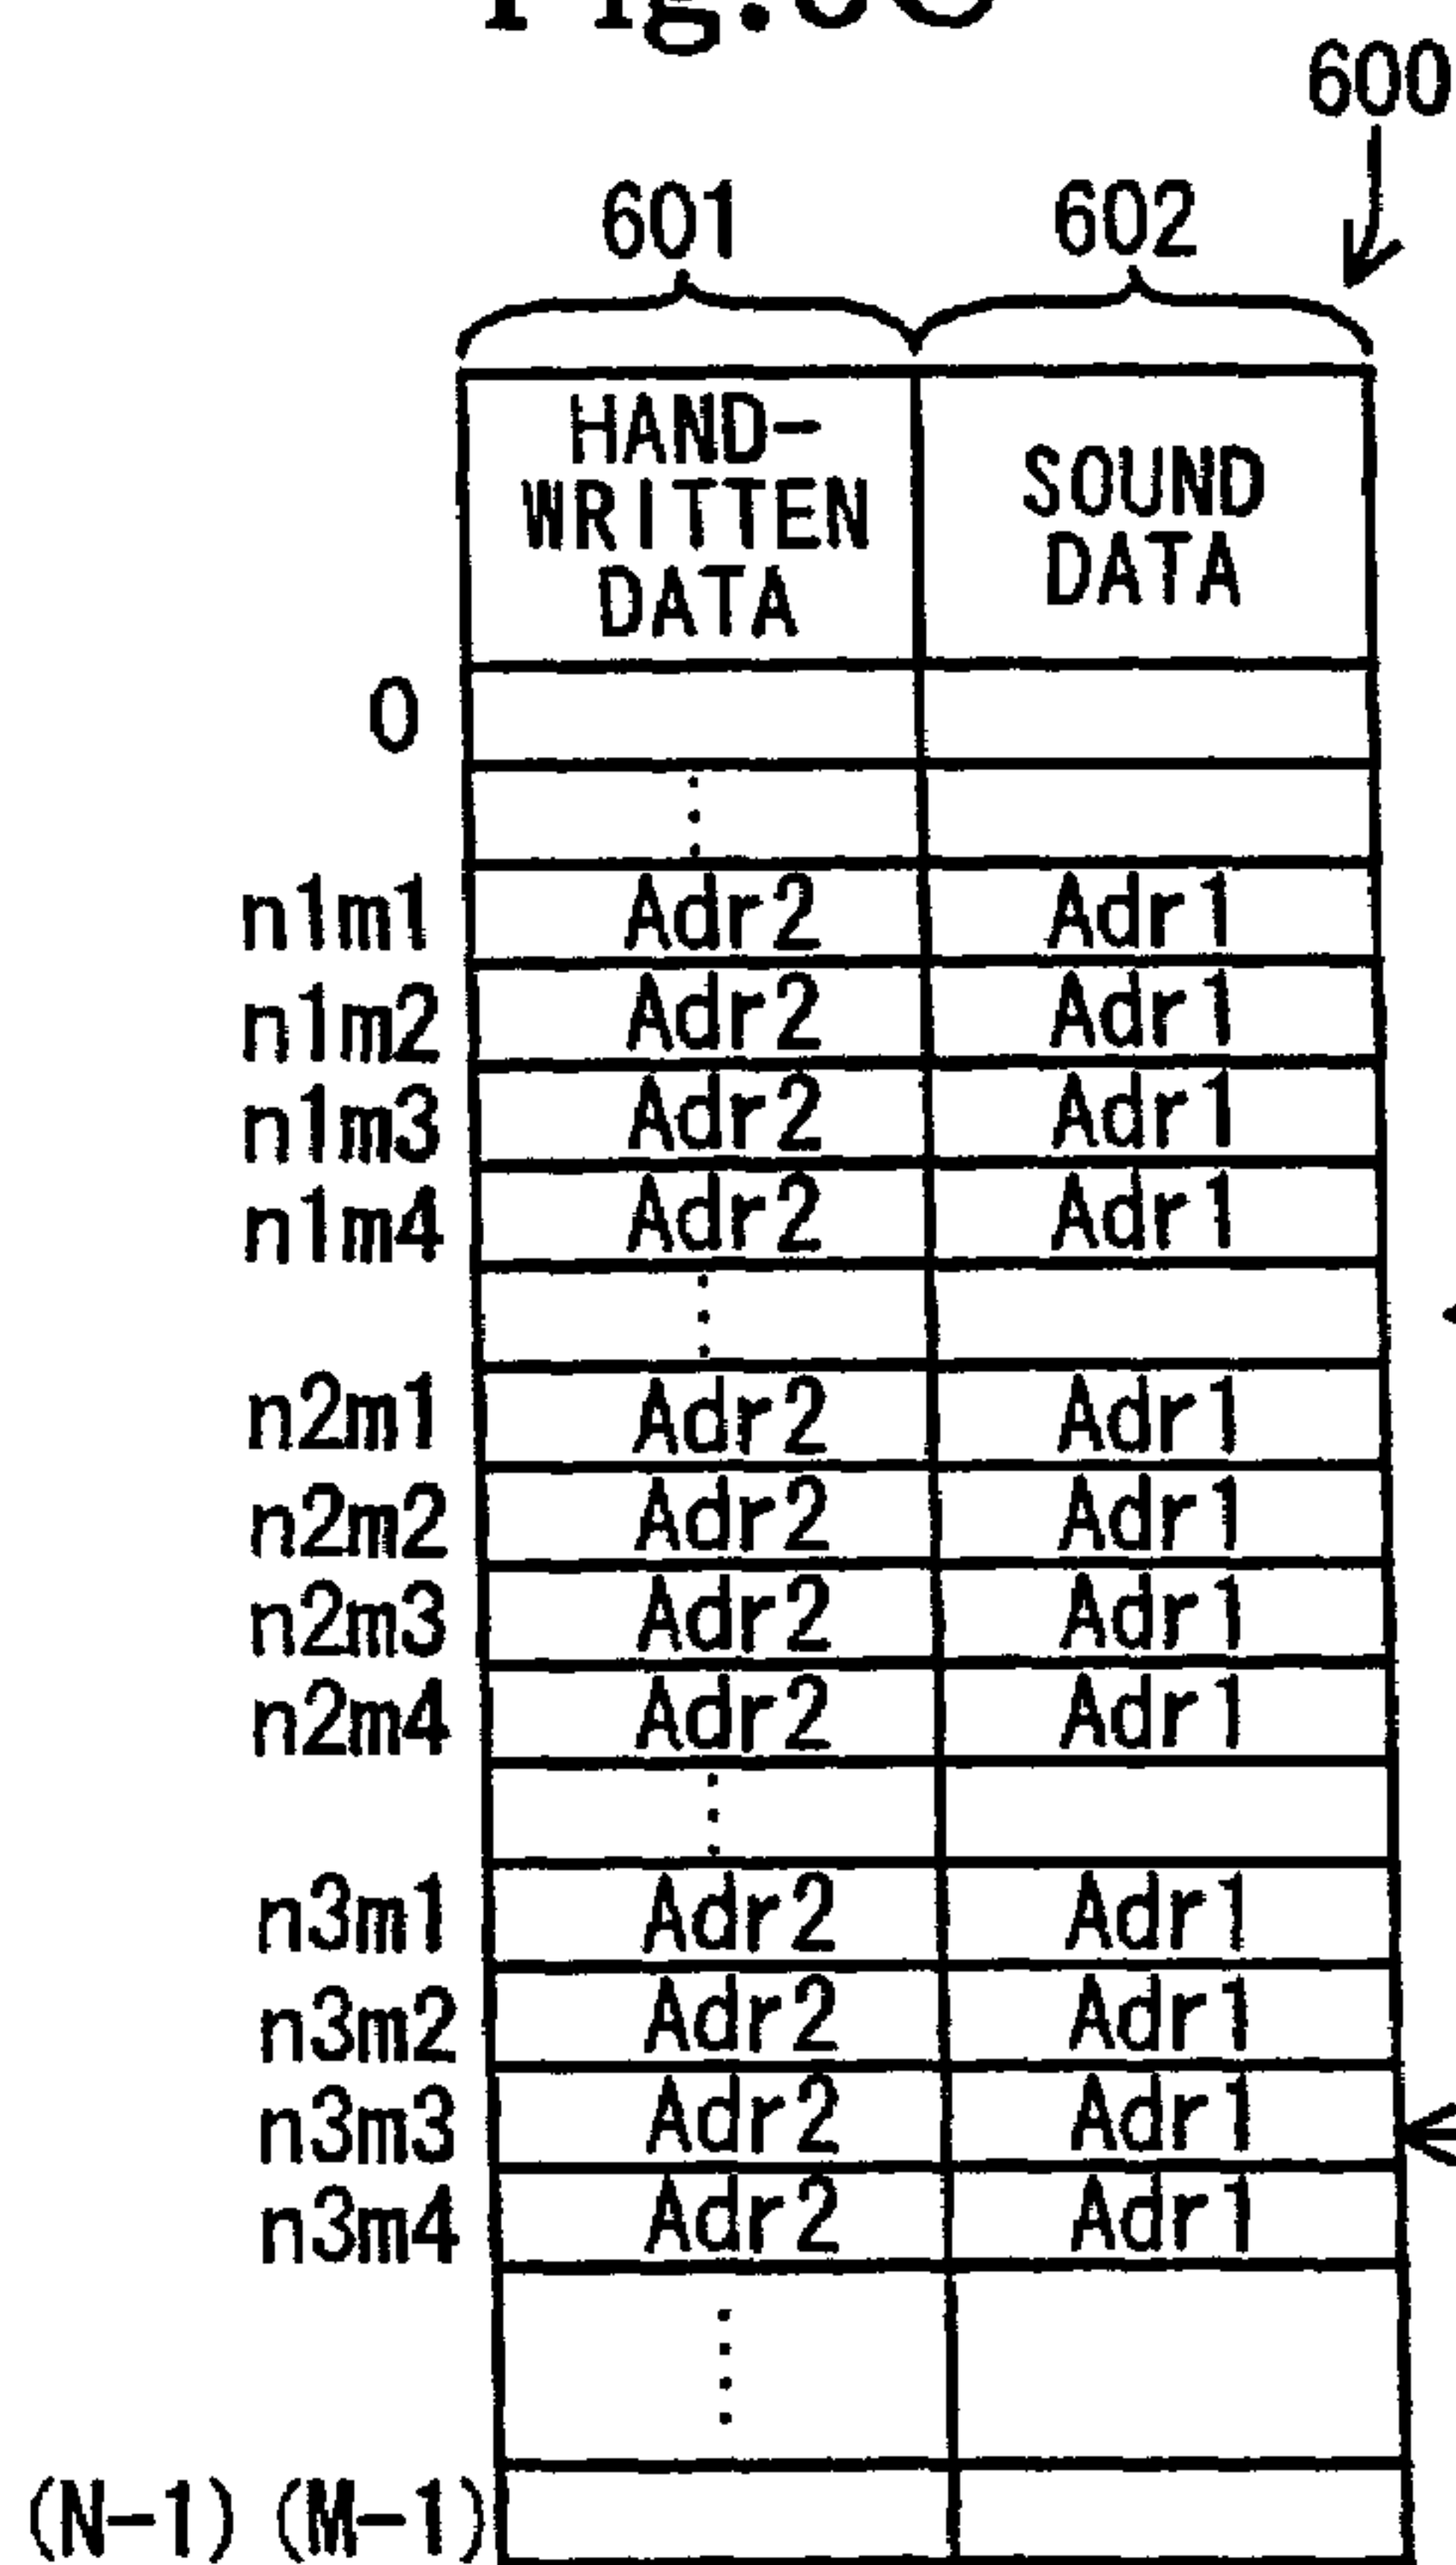 600
601 602
HAND-WRITTEN DATA SOUND DATA
0
n1m1 Adr2 Adr1
n1m2 Adr2 Adr1
n1m3 Adr2 Adr1
n1m4 Adr2 Adr1
n2m1 Adr2 Adr1
n2m2 Adr2 Adr1
n2m3 Adr2 Adr1
n2m4 Adr2 Adr1
n3m1 Adr2 Adr1
n3m2 Adr2 Adr1
n3m3 Adr2 Adr1
n3m4 Adr2 Adr1
(N-1)(M-1)